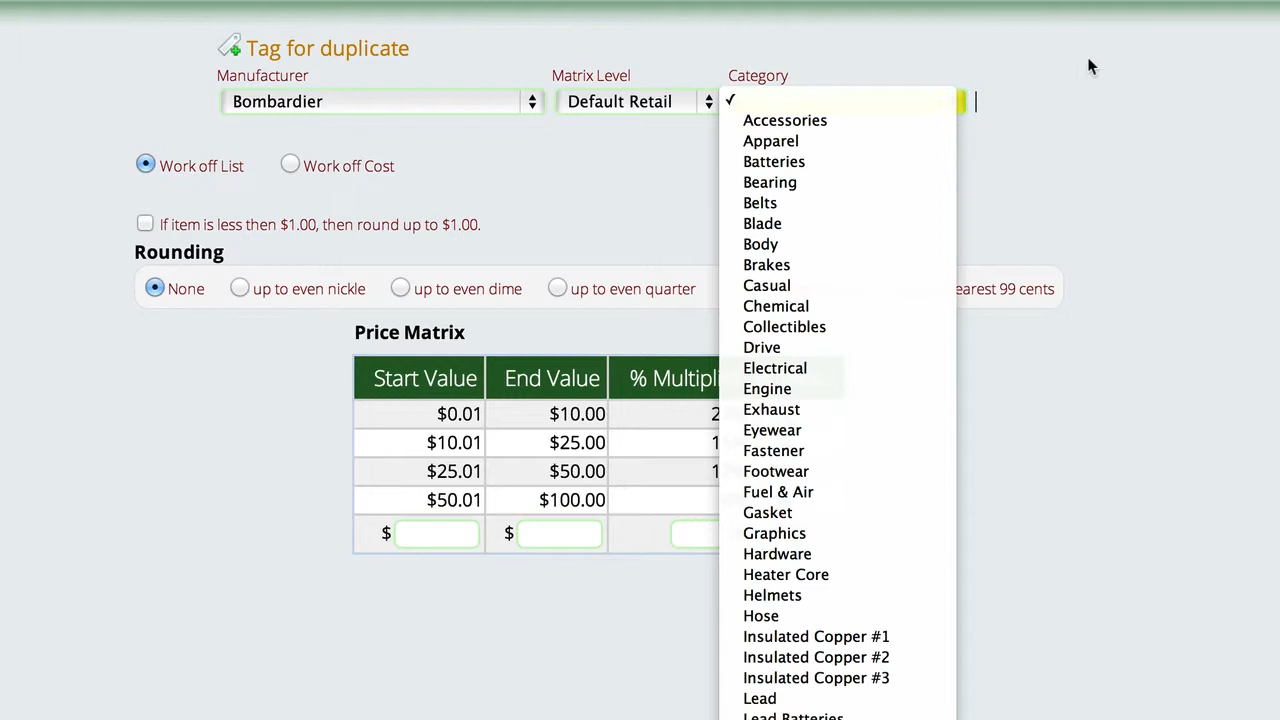 Tag for duplicate
Manufacturer Matrix Level Category
Bombardier Default Retail ✓
Accessories
Apparel
Batteries
Bearing
Belts
Blade
Body
Brakes
Casual
Chemical
Collectibles
Drive
Electrical
Engine
Exhaust
Eyewear
Fastener
Footwear
Fuel & Air
Gasket
Graphics
Hardware
Heater Core
Helmets
Hose
Insulated Copper #1
Insulated Copper #2
Insulated Copper #3
Lead
Lead Batteries
Work off List Work off Cost
If item is less then $1.00, then round up to $1.00.
Rounding
None up to even nickle up to even dime up to even quarter 99 cents
Price Matrix
Start Value End Value %
$0.01 $10.00
$10.01 $25.00
$25.01 $50.00
$50.01 $100.00
$ $